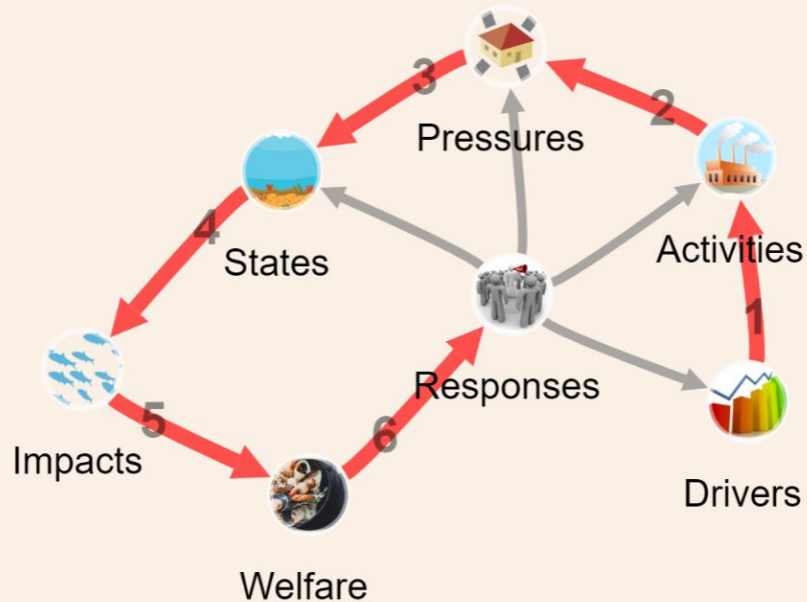 3
2
Pressures
4
States
Activities
1
Responses
5
6
Impacts
Drivers
Welfare